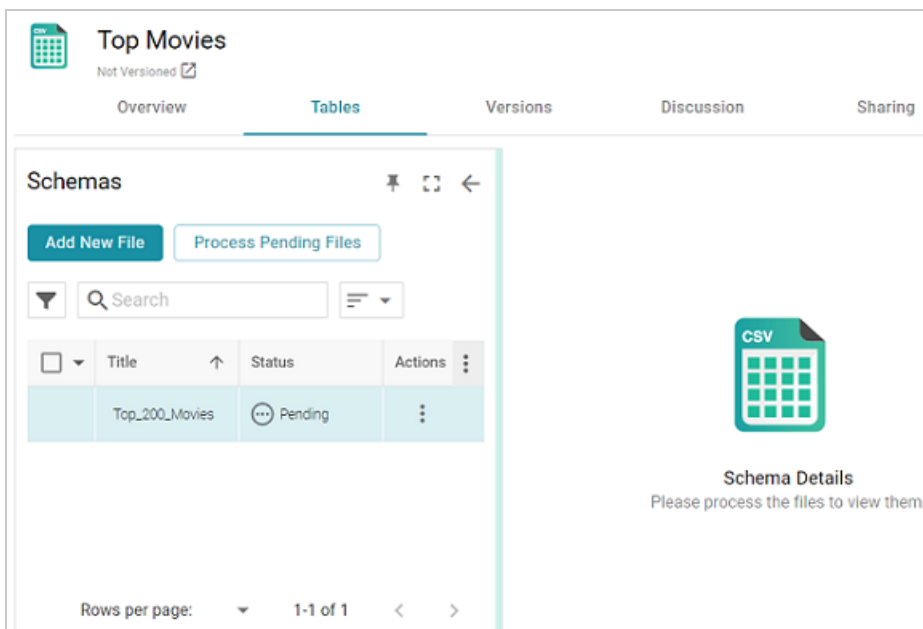 CSV
Top Movies
Not Versioned
Overview Tables Versions Discussion Sharing
Schemas
Add New File Process Pending Files
Search
Title Status Actions
Top_200_Movies Pending
CSV
Schema Details
Please process the files to view them
Rows per page: 1-1 of 1